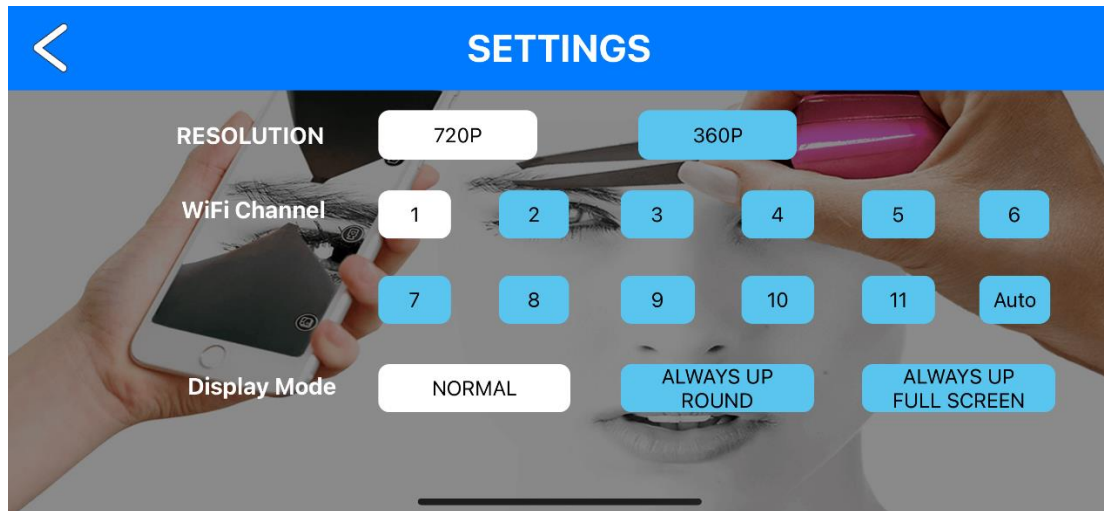 SETTINGS
RESOLUTION 720P 360P
WiFi Channel 1 2 3 4 5 6
7 8 9 10 11 Auto
Display Mode NORMAL ALWAYS UP ROUND ALWAYS UP FULL SCREEN